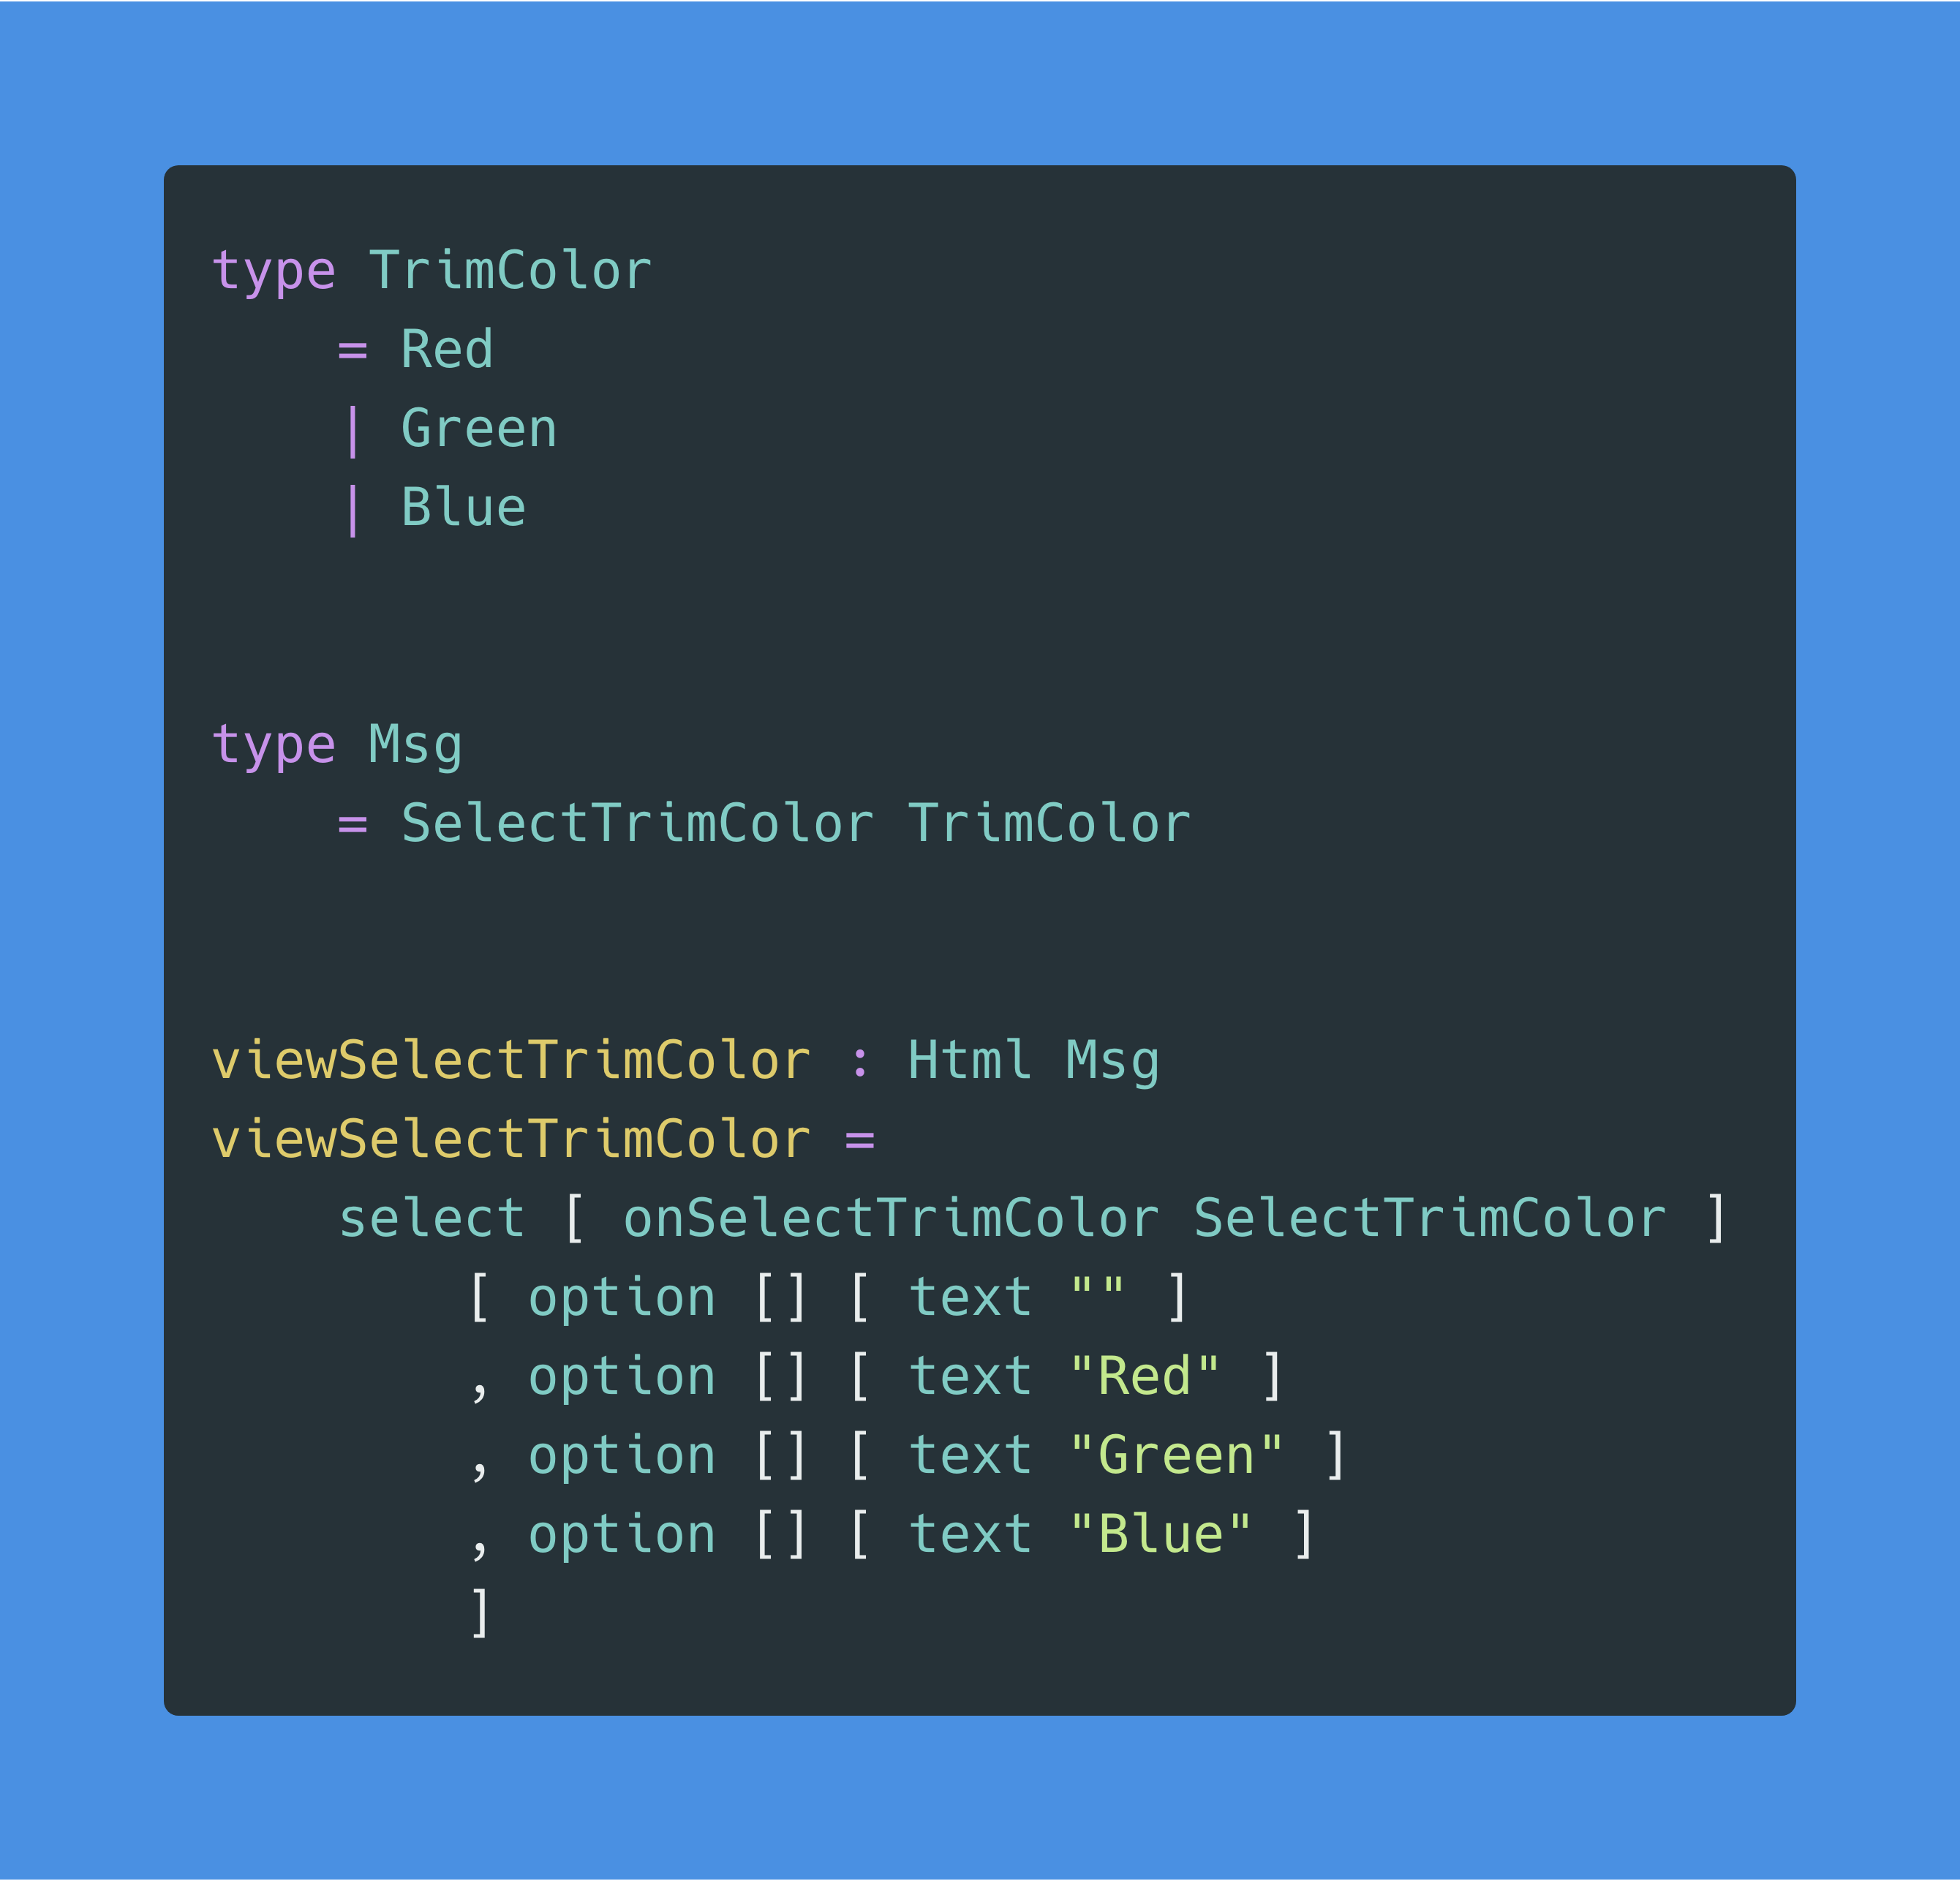 type TrimColor
    = Red
    | Green
    | Blue
type Msg
    = SelectTrimColor TrimColor
viewSelectTrimColor : Html Msg
viewSelectTrimColor =
    select [ onSelectTrimColor SelectTrimColor ]
        [ option [] [ text "" ]
        , option [] [ text "Red" ]
        , option [] [ text "Green" ]
        , option [] [ text "Blue" ]
        ]